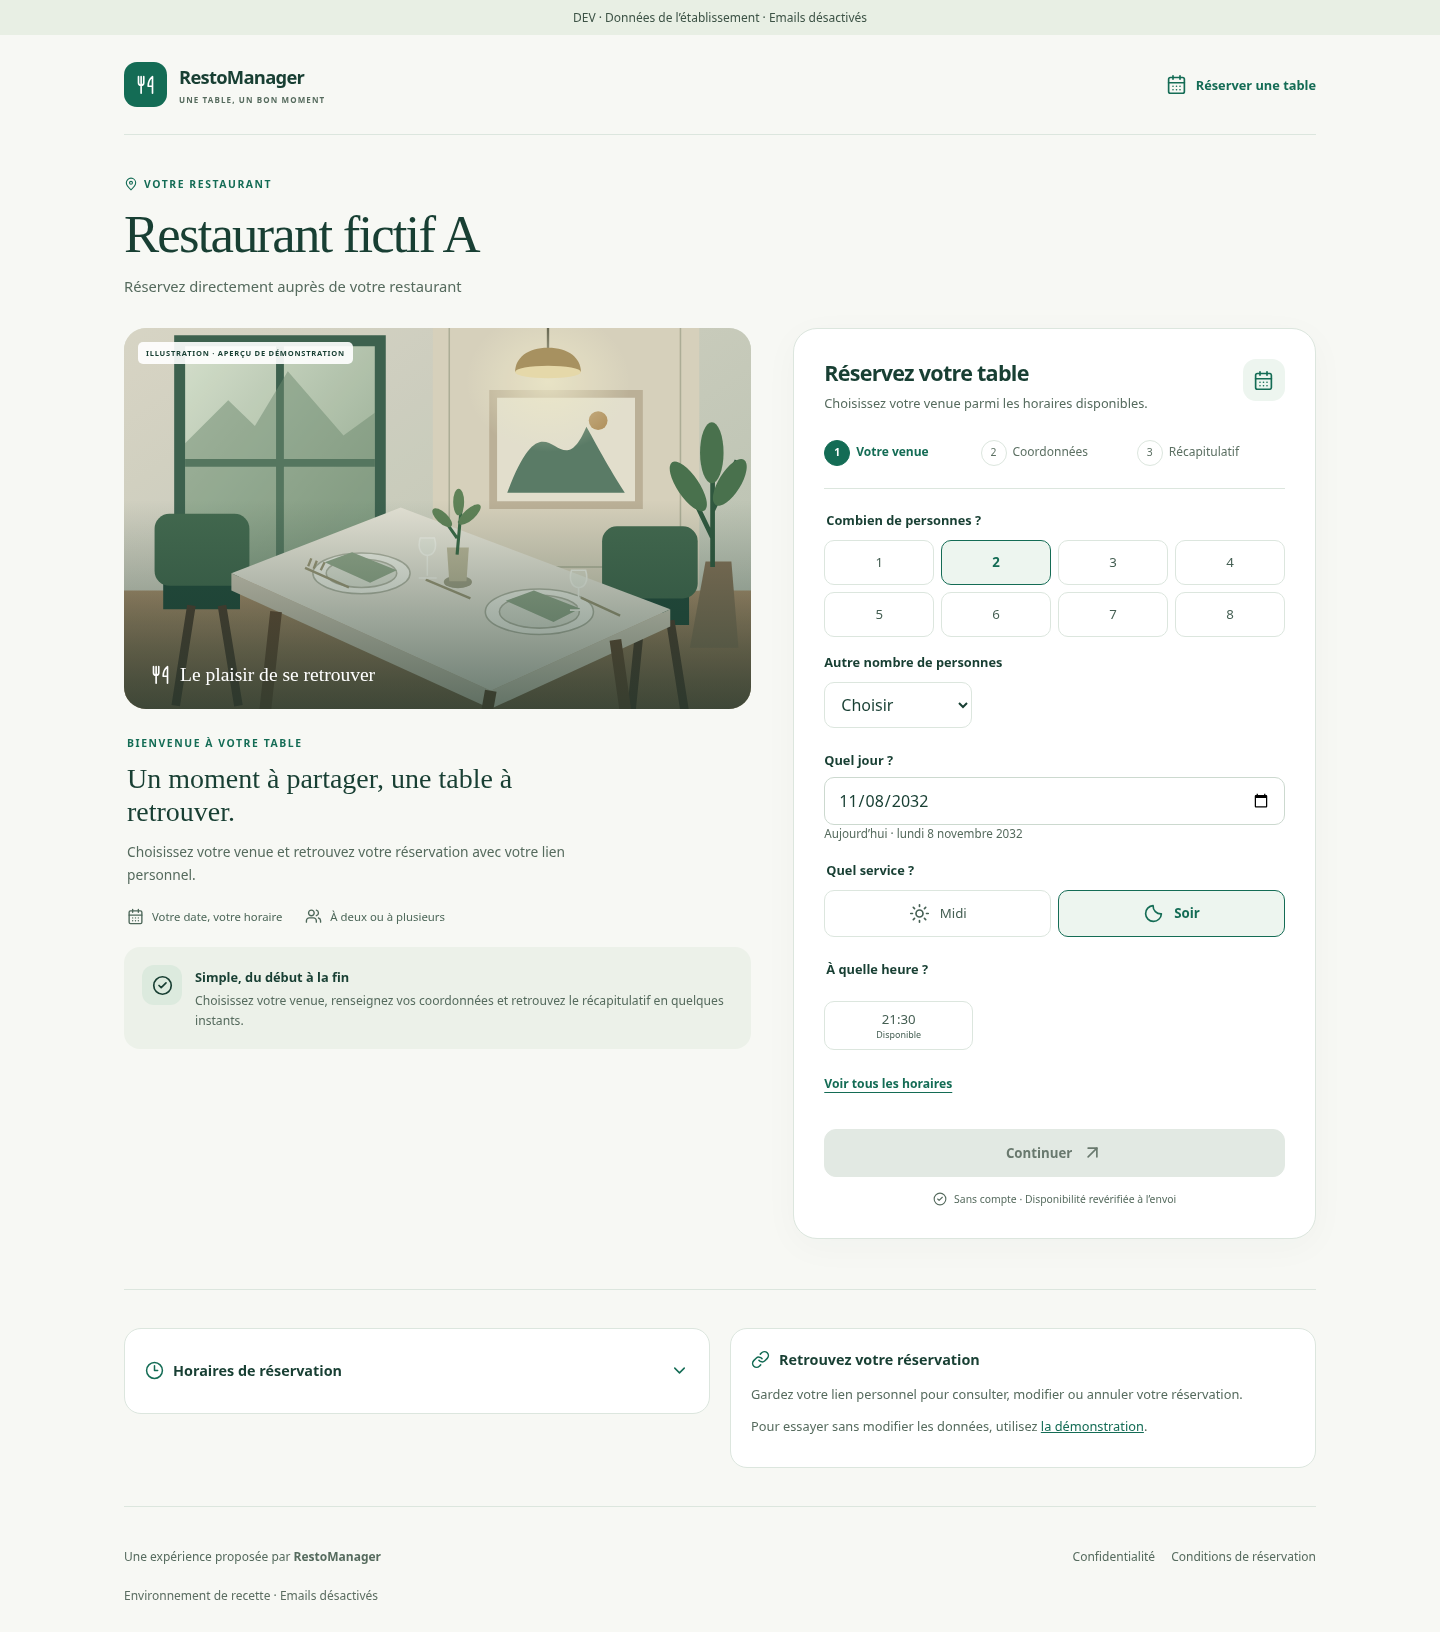 DEV · Données de l'établissement · Emails désactivés
RestoManager
UNE TABLE, UN BON MOMENT
Réserver une table
VOTRE RESTAURANT
Restaurant fictif A
Réservez directement auprès de votre restaurant
ILLUSTRATION · APERÇU DE DÉMONSTRATION
Le plaisir de se retrouver
BIENVENUE À VOTRE TABLE
Un moment à partager, une table à
retrouver.
Choisissez votre venue et retrouvez votre réservation avec votre lien
personnel.
Votre date, votre horaire
À deux ou à plusieurs
Simple, du début à la fin
Choisissez votre venue, renseignez vos coordonnées et retrouvez le récapitulatif en quelques
instants.
Réservez votre table
Choisissez votre venue parmi les horaires disponibles.
1 Votre venue
2 Coordonnées
3 Récapitulatif
Combien de personnes ?
1 2 3 4
5 6 7 8
Autre nombre de personnes
Choisir
Quel jour ?
11/08/2032
Aujourd'hui · lundi 8 novembre 2032
Quel service ?
Midi
Soir
À quelle heure ?
21:30
Disponible
Voir tous les horaires
Continuer
Sans compte · Disponibilité revérifiée à l'envoi
Horaires de réservation
Retrouvez votre réservation
Gardez votre lien personnel pour consulter, modifier ou annuler votre réservation.
Pour essayer sans modifier les données, utilisez la démonstration.
Une expérience proposée par RestoManager
Confidentialité
Conditions de réservation
Environnement de recette · Emails désactivés